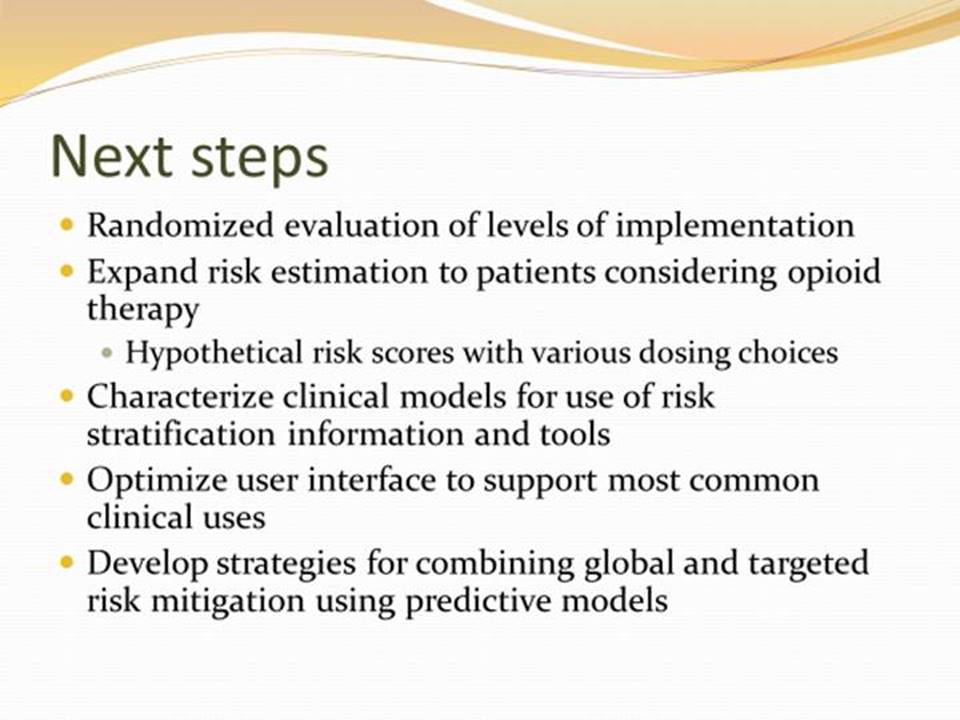 Next steps
Randomized evaluation of levels of implementation
Expand risk estimation to patients considering opioid
therapy
Hypothetical risk scores with various dosing choices
Characterize clinical models for use of risk
stratification information and tools
Optimize user interface to support most common
clinical uses
Develop strategies for combining global and targeted
risk mitigation using predictive models